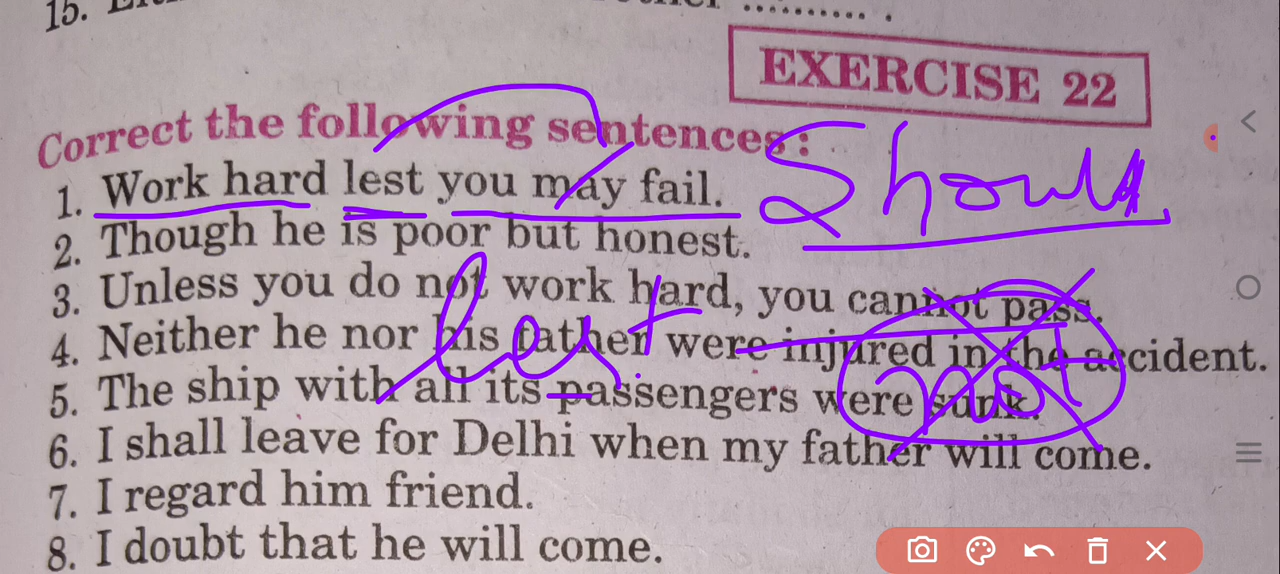 15.
EXERCISE 22
Correct the following sentences :
1. Work hard lest you may fail.
Should
2. Though he is poor but honest.
3. Unless you do not work hard, you cannot pass.
4. Neither he nor his father were injured in the accident.
5. The ship with all its passengers were sunk.
lest
not
6. I shall leave for Delhi when my father will come.
7. I regard him friend.
8. I doubt that he will come.